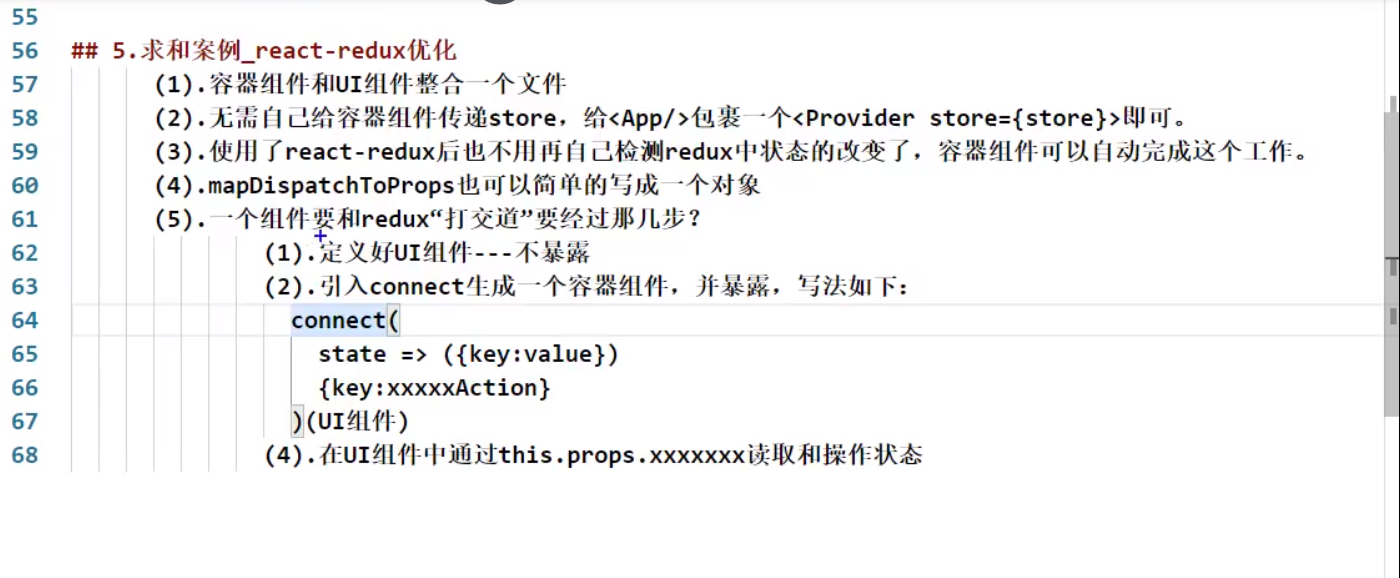 55
56 ## 5.求和案例_react-redux优化
57 (1).容器组件和UI组件整合一个文件
58 (2).无需自己给容器组件传递store，给<App/>包裹一个<Provider store={store}>即可。
59 (3).使用了react-redux后也不用再自己检测redux中状态的改变了，容器组件可以自动完成这个工作。
60 (4).mapDispatchToProps也可以简单的写成一个对象
61 (5).一个组件要和redux“打交道”要经过那几步？
62 (1).定义好UI组件---不暴露
63 (2).引入connect生成一个容器组件，并暴露，写法如下：
64 connect(
65 state => ({key:value})
66 {key:xxxxxAction}
67 )(UI组件)
68 (4).在UI组件中通过this.props.xxxxxxx读取和操作状态